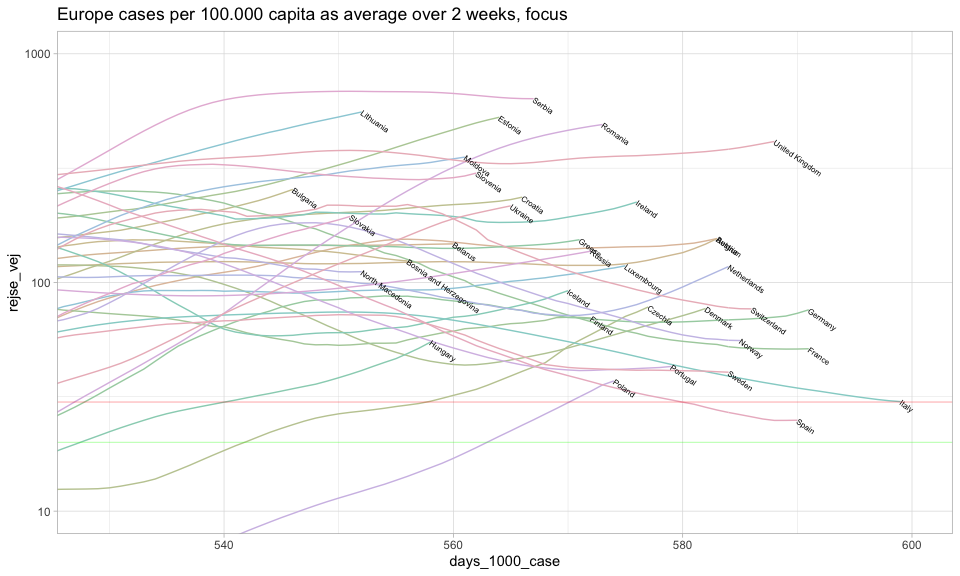 Europe cases per 100.000 capita as average over 2 weeks, focus
1000
Serbia
Lithuania
Estonia
Romania
United Kingdom
Moldova
Slovenia
Bulgaria
Croatia
Ireland
Ukraine
Slovakia
Belarus
Greece
Russia
Netherlands
100
Luxembourg
Bosnia and Herzegovina
North Macedonia
Iceland
Czechia
Denmark
Switzerland
Germany
Finland
Hungary
Norway
France
Portugal
Sweden
Poland
Italy
Spain
10
rejse_vej
540
560
580
600
days_1000_case